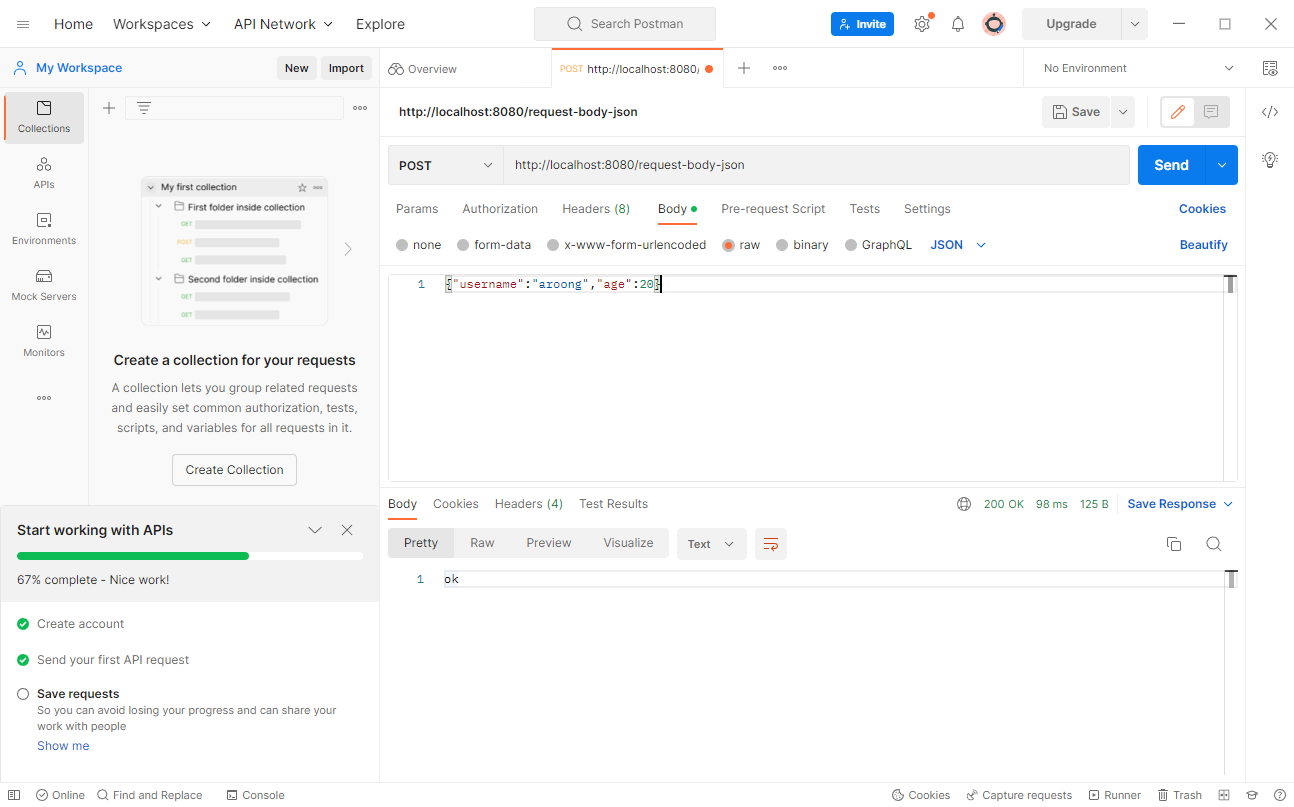 Home Workspaces API Network Explore Search Postman Invite Upgrade
My Workspace New Import Overview POST http://localhost:8080/ No Environment
Collections
APIs
Environments
Mock Servers
Monitors
My first collection
First folder inside collection
GET
POST
GET
Second folder inside collection
GET
GET
Create a collection for your requests
A collection lets you group related requests
and easily set common authorization, tests,
scripts, and variables for all requests in it.
Create Collection
Start working with APIs
67% complete - Nice work!
Create account
Send your first API request
Save requests
So you can avoid losing your progress and can share your
work with people
Show me
http://localhost:8080/request-body-json Save
POST http://localhost:8080/request-body-json Send
Params Authorization Headers (8) Body Pre-request Script Tests Settings Cookies
none form-data x-www-form-urlencoded raw binary GraphQL JSON Beautify
1 {"username":"aroong","age":20}
Body Cookies Headers (4) Test Results 200 OK 98 ms 125 B Save Response
Pretty Raw Preview Visualize Text
1 ok
Online Find and Replace Console Cookies Capture requests Runner Trash